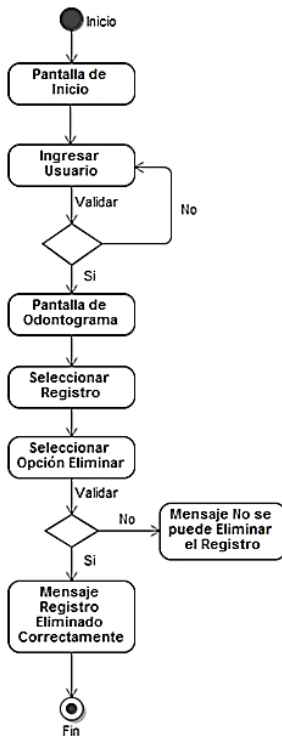 Inicio
Pantalla de
Inicio
Ingresar
Usuario
Validar
No
Si
Pantalla de
Odontograma
Seleccionar
Registro
Seleccionar
Opción Eliminar
Validar
No
Mensaje No se
puede Eliminar
el Registro
Si
Mensaje
Registro
Eliminado
Correctamente
Fin